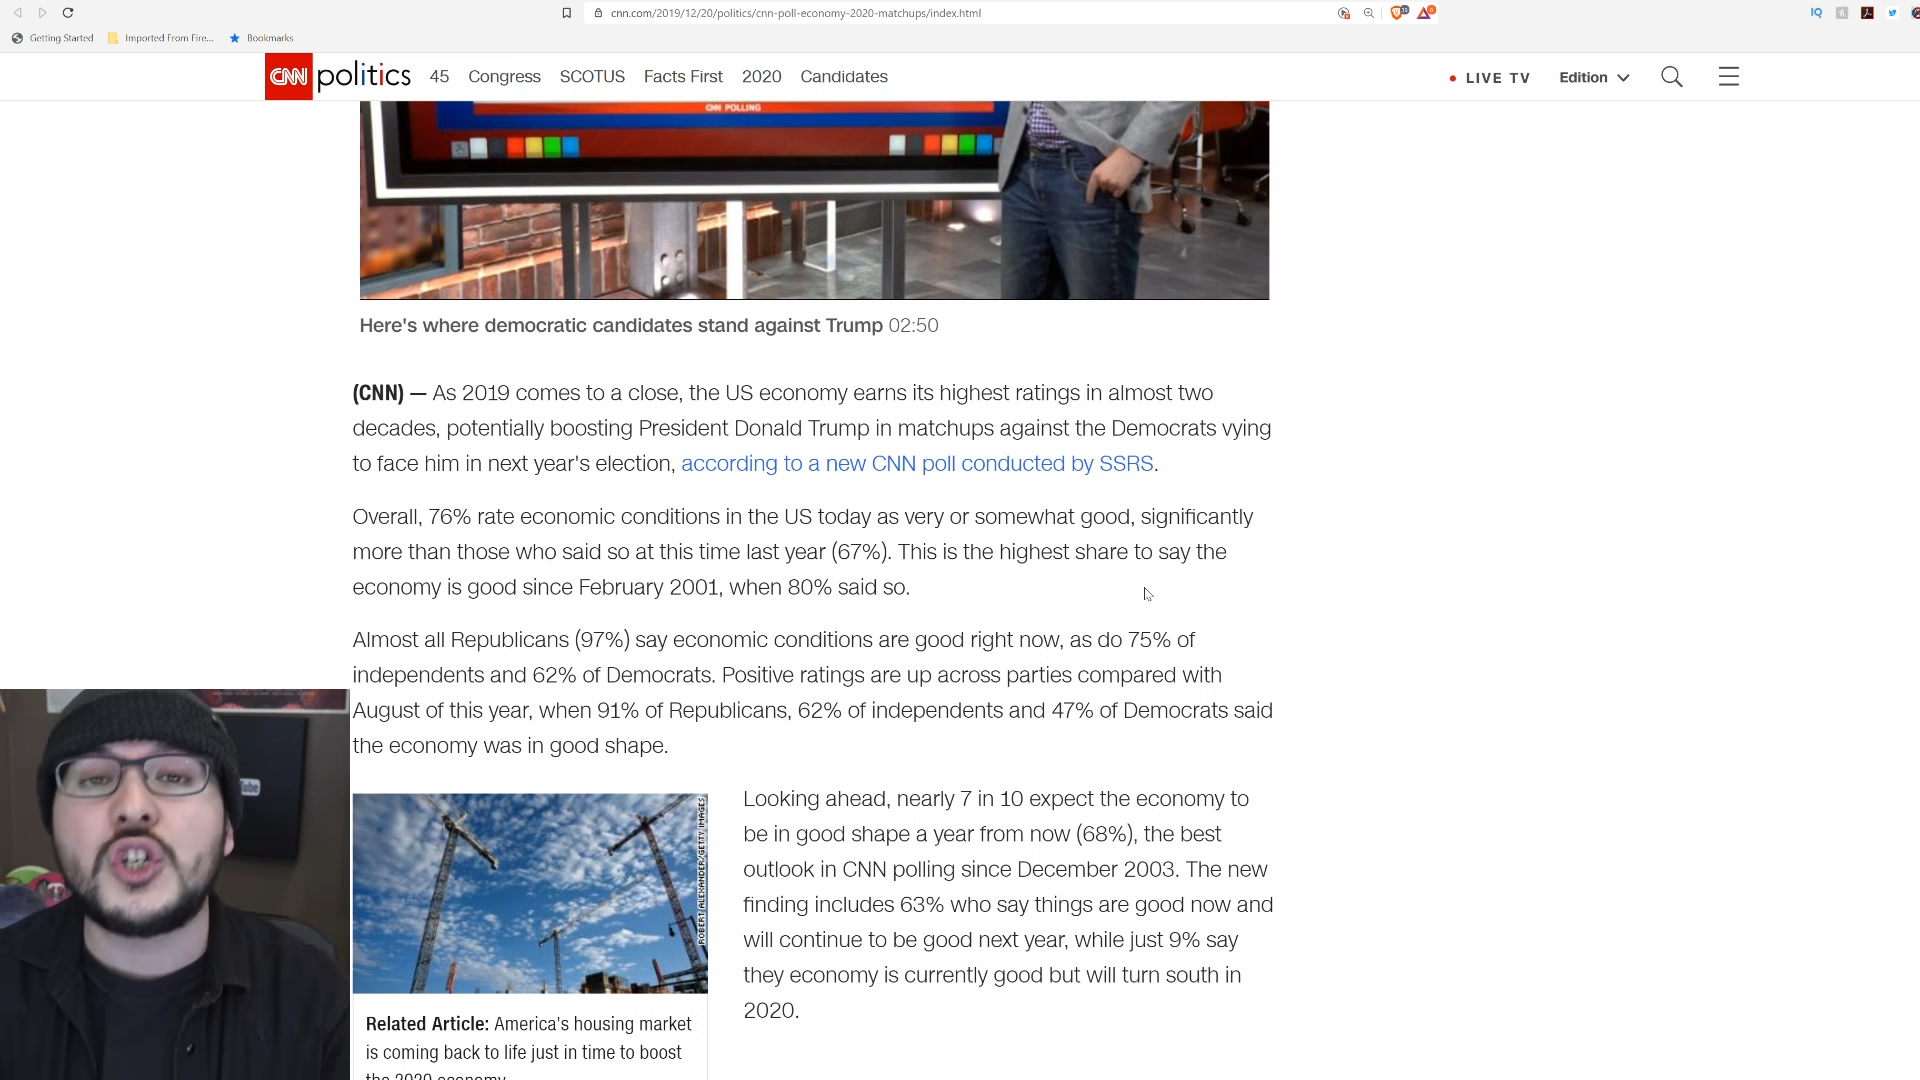 cnn.com/2019/12/20/politics/cnn-poll-economy-2020-matchups/index.html
IQ
Getting Started
Imported From Fire...
Bookmarks
CNN politics 45 Congress SCOTUS Facts First 2020 Candidates
LIVE TV Edition
CNN POLLING
Here's where democratic candidates stand against Trump 02:50
(CNN) — As 2019 comes to a close, the US economy earns its highest ratings in almost two
decades, potentially boosting President Donald Trump in matchups against the Democrats vying
to face him in next year's election, according to a new CNN poll conducted by SSRS.
Overall, 76% rate economic conditions in the US today as very or somewhat good, significantly
more than those who said so at this time last year (67%). This is the highest share to say the
economy is good since February 2001, when 80% said so.
Almost all Republicans (97%) say economic conditions are good right now, as do 75% of
independents and 62% of Democrats. Positive ratings are up across parties compared with
August of this year, when 91% of Republicans, 62% of independents and 47% of Democrats said
the economy was in good shape.
ROBERT ALEXANDER/GETTY IMAGES
Looking ahead, nearly 7 in 10 expect the economy to
be in good shape a year from now (68%), the best
outlook in CNN polling since December 2003. The new
finding includes 63% who say things are good now and
will continue to be good next year, while just 9% say
they economy is currently good but will turn south in
2020.
Related Article: America's housing market
is coming back to life just in time to boost
the 2020 economy